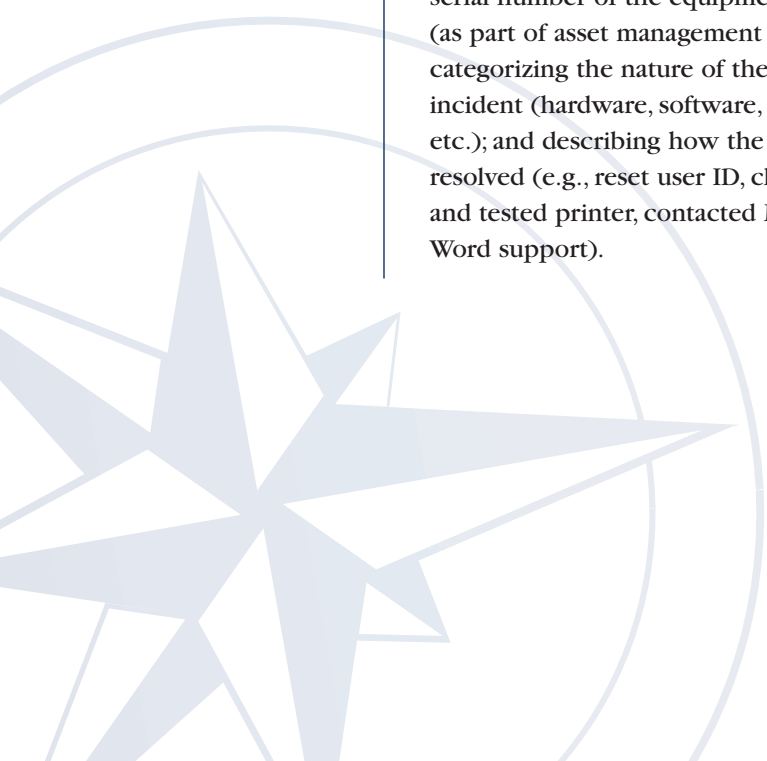 serial number of the equipme
(as part of asset management
categorizing the nature of the
incident (hardware, software,
etc.); and describing how the
resolved (e.g., reset user ID, cl
and tested printer, contacted
Word support).